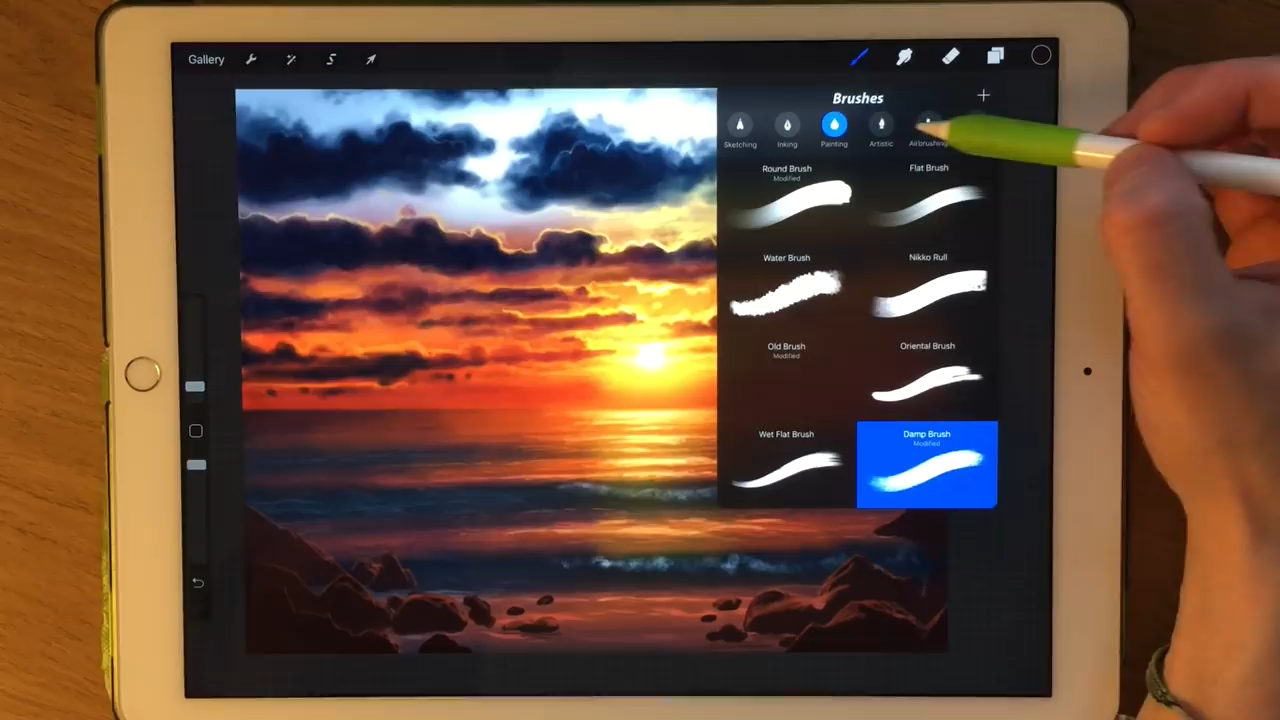 Gallery
Brushes
Sketching
Inking
Painting
Artistic
Airbrushing
Round Brush
Modified
Flat Brush
Water Brush
Nikko Rull
Old Brush
Modified
Oriental Brush
Wet Flat Brush
Damp Brush
Modified